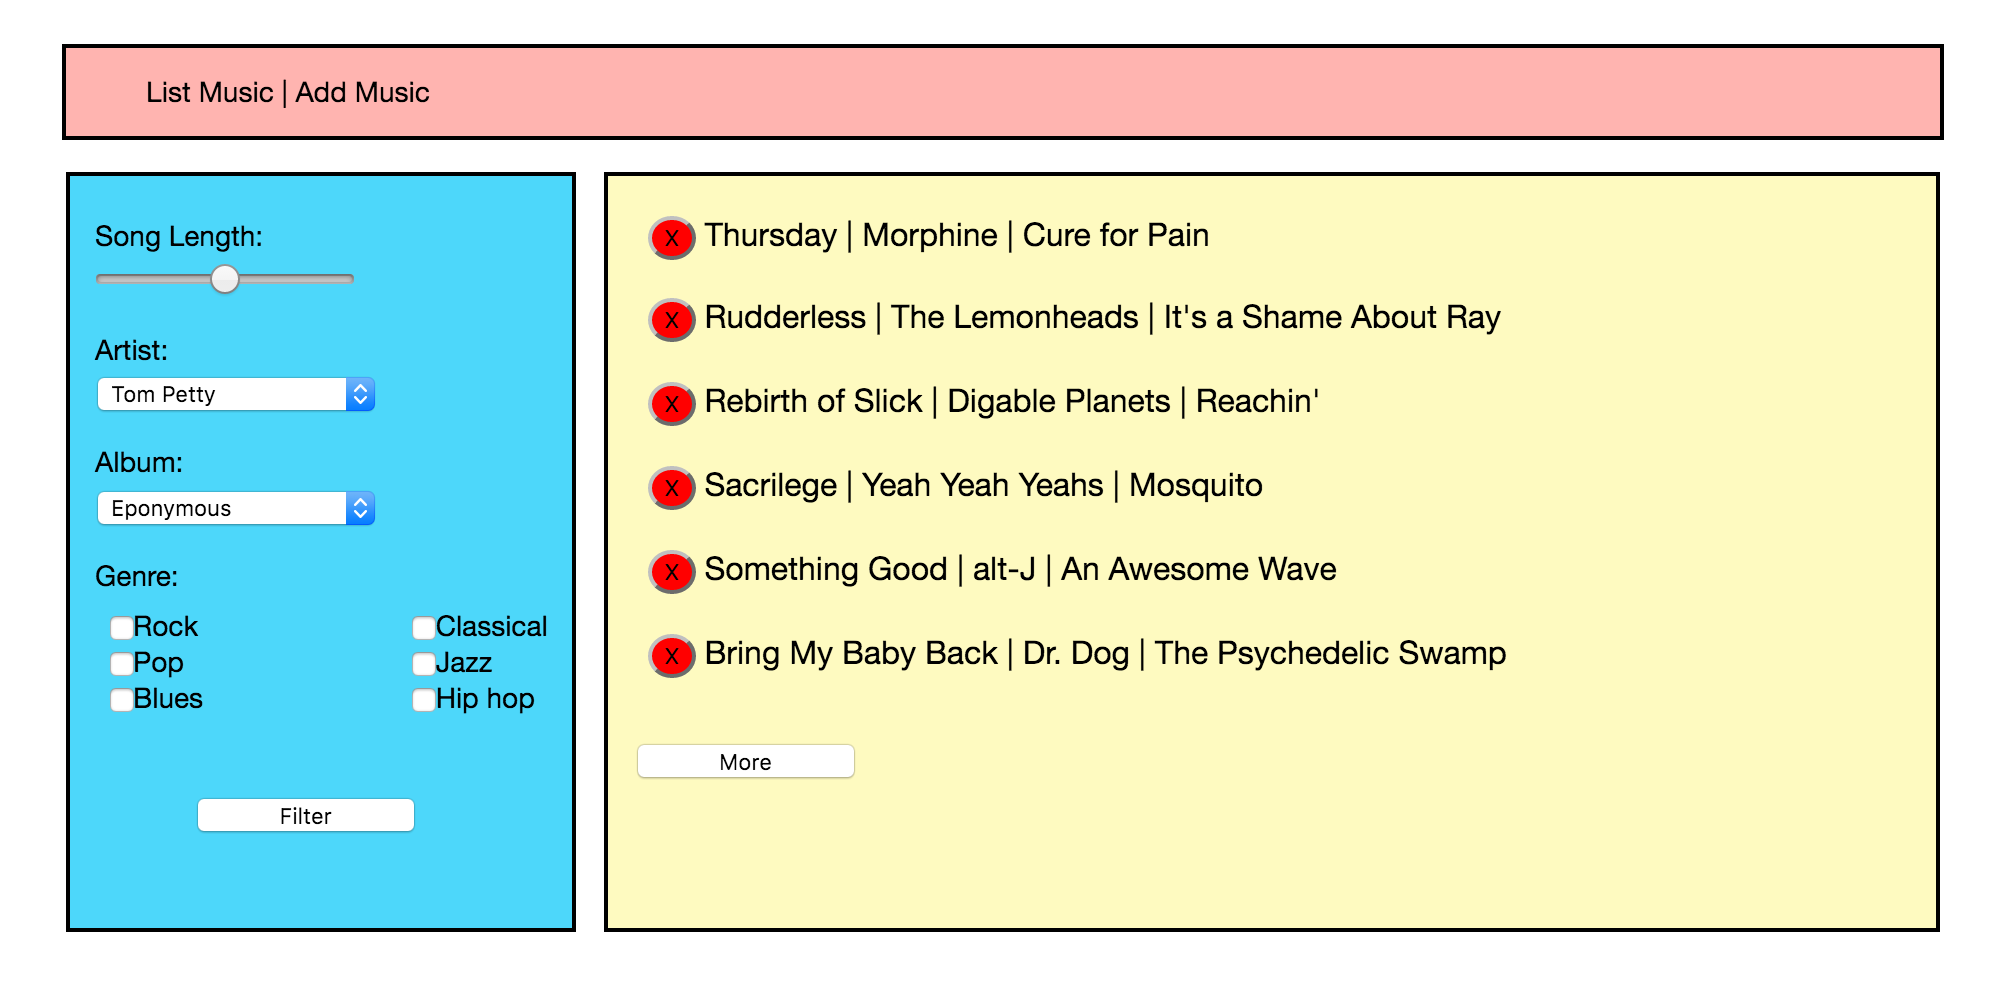 List Music | Add Music
Song Length:
Artist:
Tom Petty
Album:
Eponymous
Genre:
Rock
Classical
Pop
Jazz
Blues
Hip hop
Filter
X Thursday | Morphine | Cure for Pain
X Rudderless | The Lemonheads | It's a Shame About Ray
X Rebirth of Slick | Digable Planets | Reachin'
X Sacrilege | Yeah Yeah Yeahs | Mosquito
X Something Good | alt-J | An Awesome Wave
X Bring My Baby Back | Dr. Dog | The Psychedelic Swamp
More